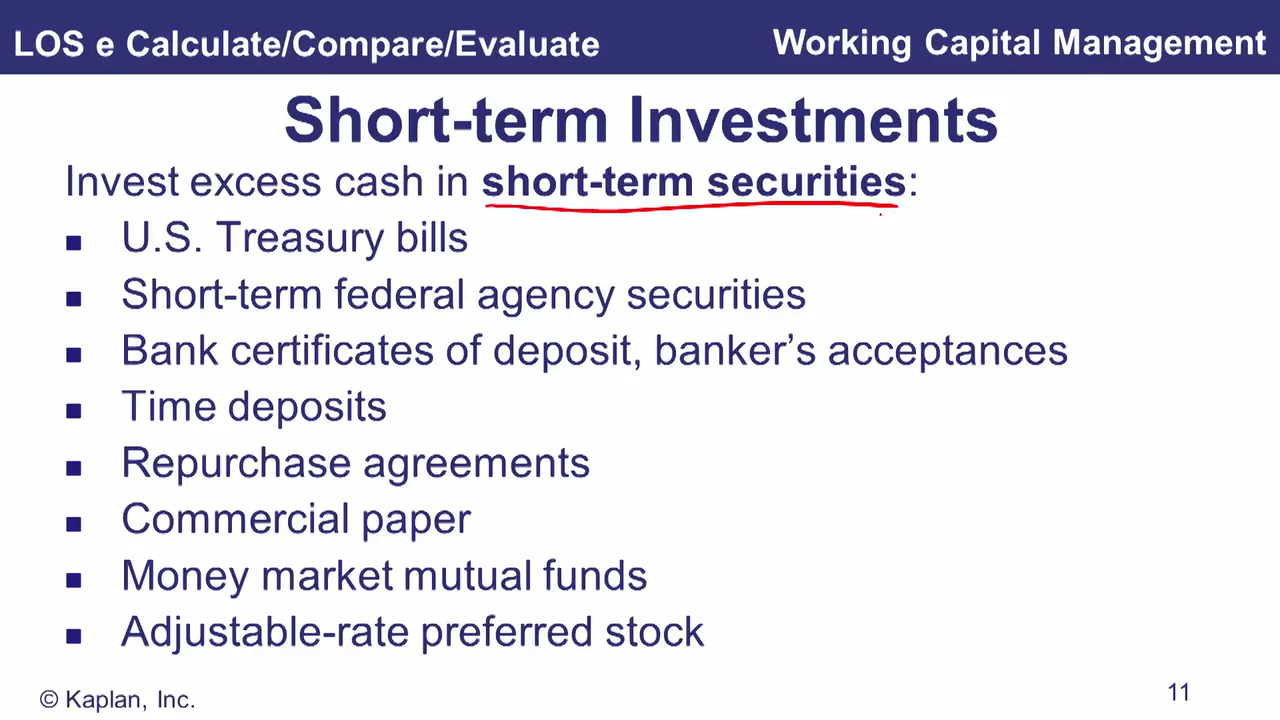 LOS e Calculate/Compare/Evaluate
Working Capital Management
Short-term Investments
Invest excess cash in short-term securities:
■ U.S. Treasury bills
■ Short-term federal agency securities
■ Bank certificates of deposit, banker’s acceptances
■ Time deposits
■ Repurchase agreements
■ Commercial paper
■ Money market mutual funds
■ Adjustable-rate preferred stock
© Kaplan, Inc.
11